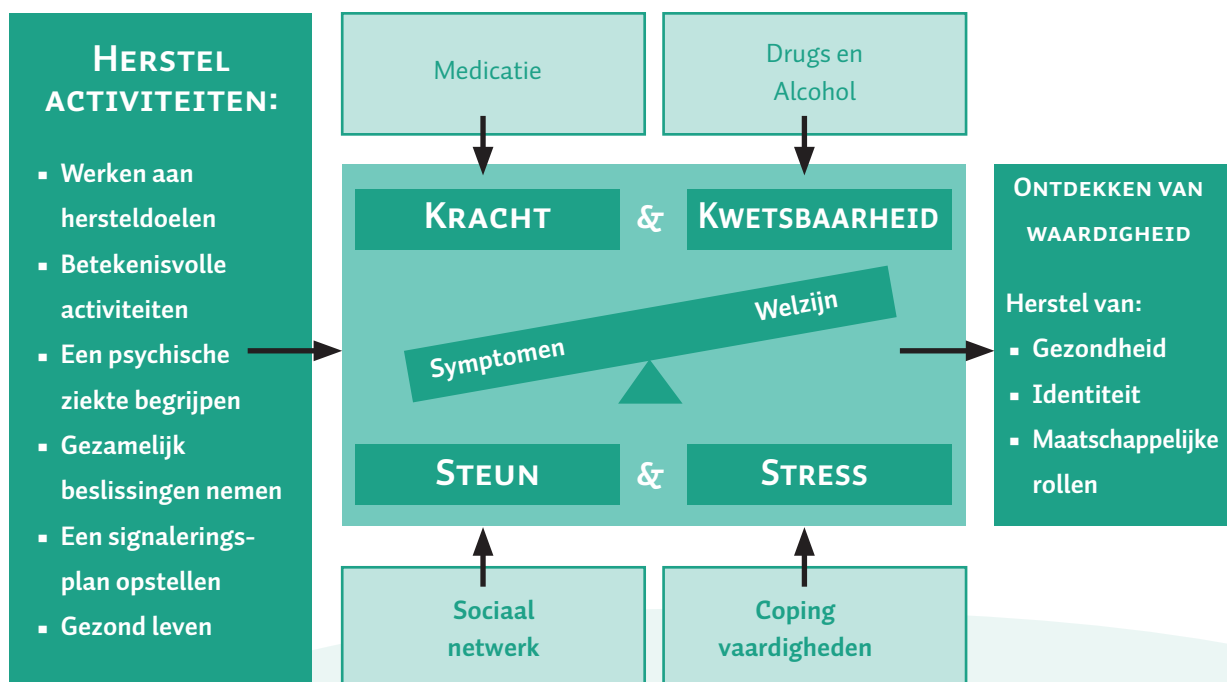 Herstel
activiteiten:
▪ Werken aan
hersteldoelen
▪ Betekenisvolle
activiteiten
▪ Een psychische
ziekte begrijpen
▪ Gezamelijk
beslissingen nemen
▪ Een signalerings-
plan opstellen
▪ Gezond leven
Medicatie
Drugs en
Alcohol
Kracht & Kwetsbaarheid
Welzijn
Symptomen
Steun & Stress
Sociaal
netwerk
Coping
vaardigheden
Ontdekken van
waardigheid
Herstel van:
▪ Gezondheid
▪ Identiteit
▪ Maatschappelijke
rollen